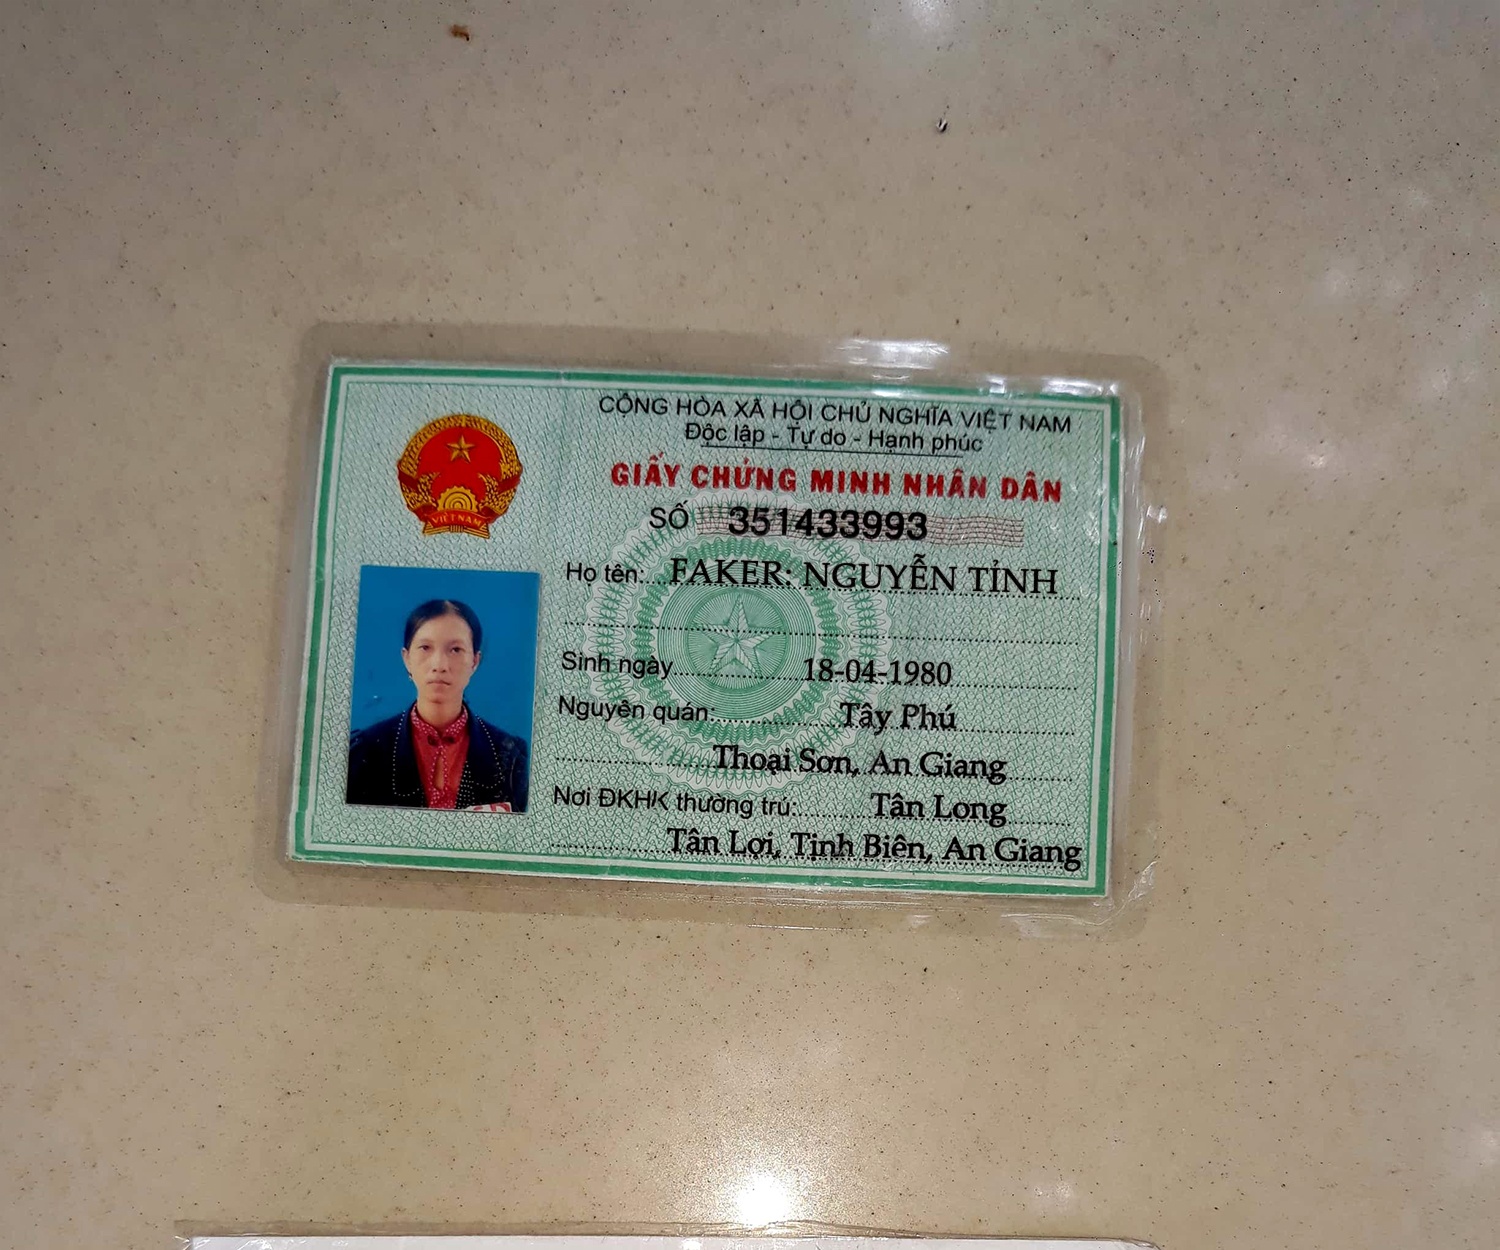 CỘNG HÒA XÃ HỘI CHỦ NGHĨA VIỆT NAM
Độc lập - Tự do - Hạnh phúc
GIẤY CHỨNG MINH NHÂN DÂN
SỐ 351433993
VIỆT NAM
Họ tên: FAKER: NGUYỄN TỈNH
Sinh ngày 18-04-1980
Nguyên quán: Tây Phú
Thoại Sơn, An Giang
Nơi ĐKHK thường trú: Tân Long
Tân Lợi, Tịnh Biên, An Giang